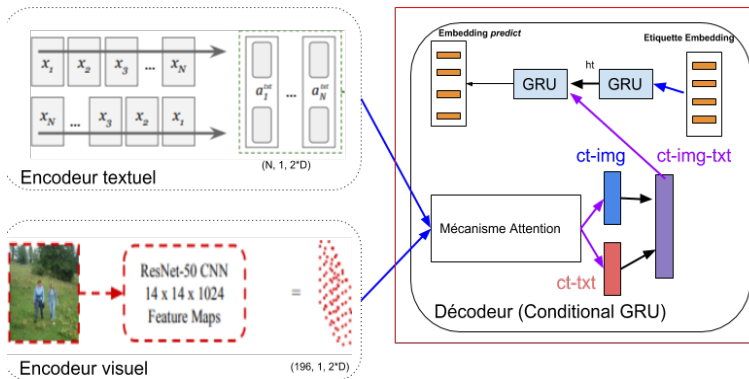 x1 x2 x3 ... xN
xN ... x3 x2 x1
a1^txt ... aN^txt
(N, 1, 2*D)
Encodeur textuel
ResNet-50 CNN
14 x 14 x 1024
Feature Maps
=
(196, 1, 2*D)
Encodeur visuel
Embedding predict
Etiquette Embedding
GRU
ht
GRU
ct-img
ct-img-txt
Mécanisme Attention
ct-txt
Décodeur (Conditional GRU)